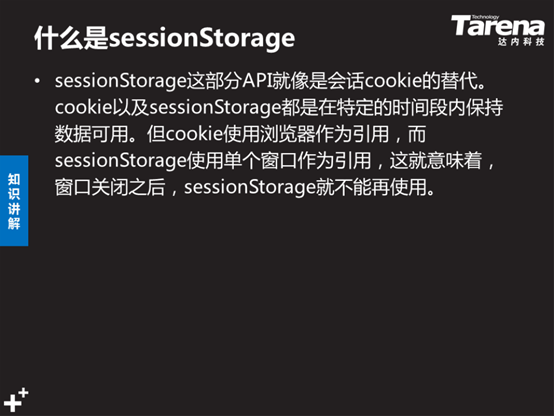 什么是sessionStorage
Technology
Tarena
达内科技
• sessionStorage这部分API就像是会话cookie的替代。
cookie以及sessionStorage都是在特定的时间段内保持
数据可用。但cookie使用浏览器作为引用，而
sessionStorage使用单个窗口作为引用，这就意味着，
窗口关闭之后，sessionStorage就不能再使用。
知
识
讲
解